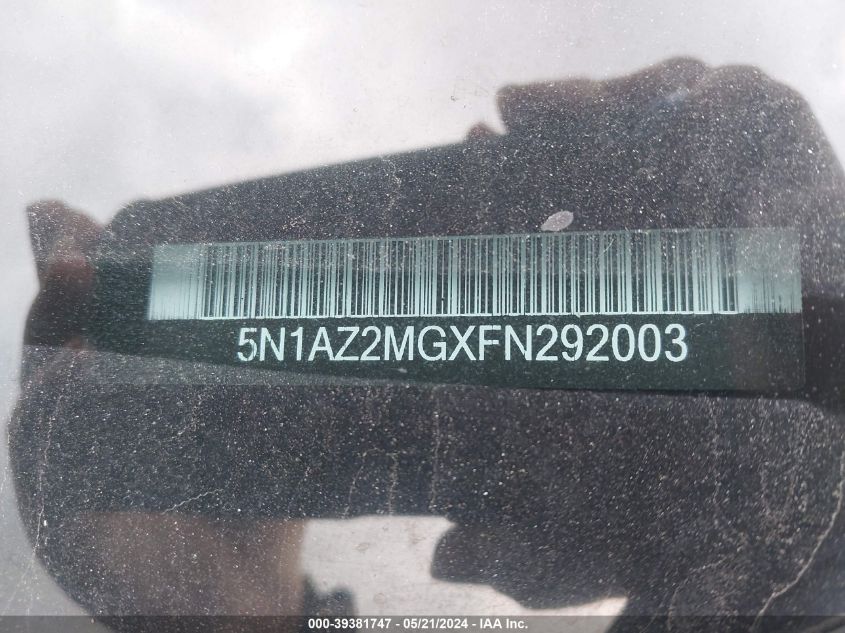 5N1AZ2MGXFN292003
000-39381747 - 05/21/2024 - IAA Inc.